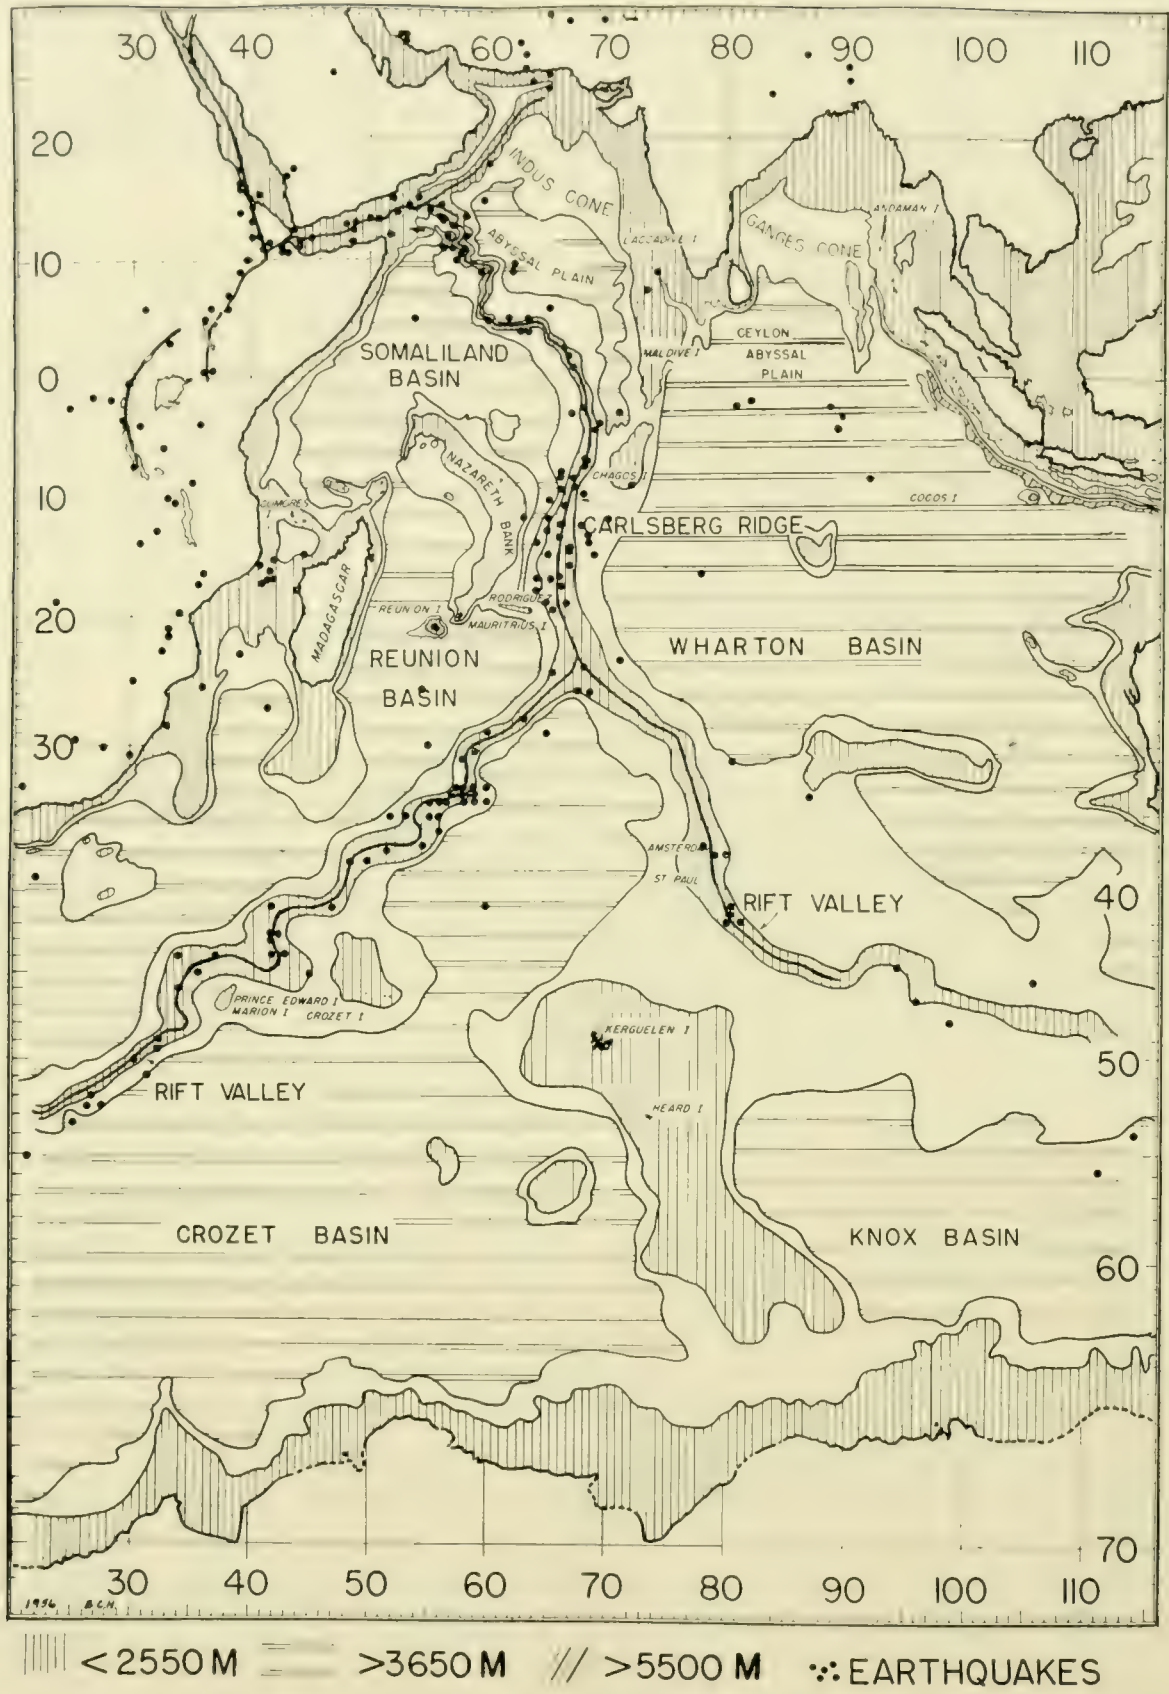 30 40 60 70 80 90 100 110
20
INDUS CONE
GANGES CONE
ANDAMAN I
LACCADIVE I
10
ABYSSAL PLAIN
CEYLON
ABYSSAL
PLAIN
MALDIVE I
SOMALILAND
BASIN
0
NAZARETH BANK
CHAGOS I
COCOS I
10
COMORES
I
CARLSBERG RIDGE
MADAGASCAR
RODRIGUEZ
REUNION I
MAURITRIUS I
20
REUNION
BASIN
WHARTON BASIN
30
AMSTERDA
ST PAUL
RIFT VALLEY
40
PRINCE EDWARD I
MARION I CROZET I
KERGUELEN I
50
RIFT VALLEY
HEARD I
CROZET BASIN
KNOX BASIN
60
70
30 40 50 60 70 80 90 100 110
1956 B.C.H.
<2550 M >3650 M >5500 M EARTHQUAKES